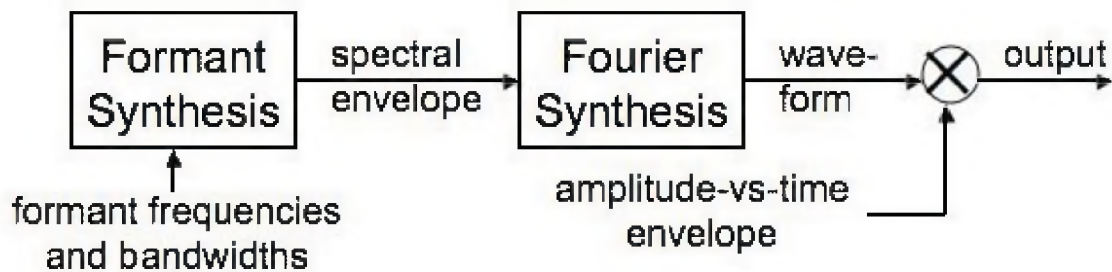 Formant
Synthesis
spectral
envelope
Fourier
Synthesis
wave-
form
output
formant frequencies
and bandwidths
amplitude-vs-time
envelope